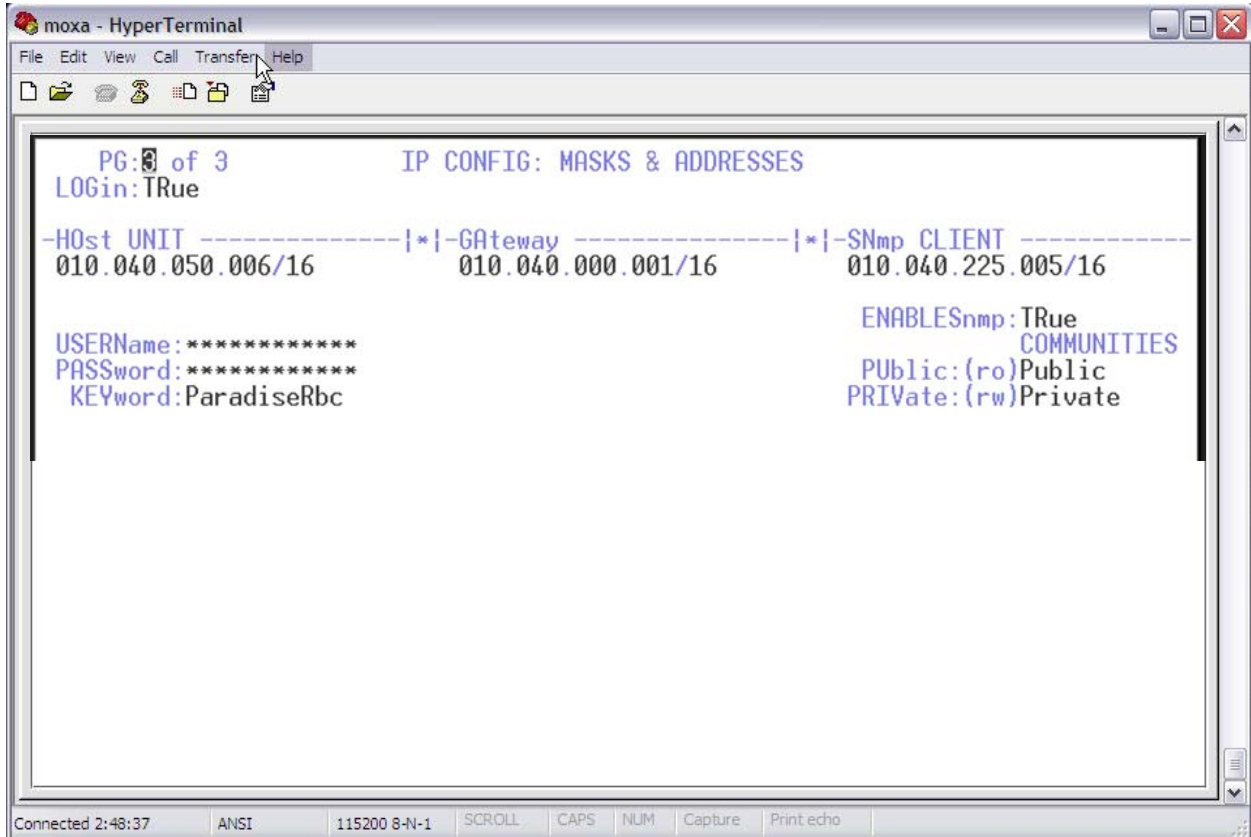 moxa - HyperTerminal
File Edit View Call Transfer Help
PG:3 of 3 IP CONFIG: MASKS & ADDRESSES
LOGin:TRue
-HOst UNIT --------------|*|-GAteway ---------------|*|-SNmp CLIENT ------------
010.040.050.006/16 010.040.000.001/16 010.040.225.005/16
ENABLESnmp:TRue
USERName:************ COMMUNITIES
PASSword:************ PUblic:(ro)Public
KEYword:ParadiseRbc PRIVate:(rw)Private
Connected 2:48:37 ANSI 115200 8-N-1 SCROLL CAPS NUM Capture Print echo